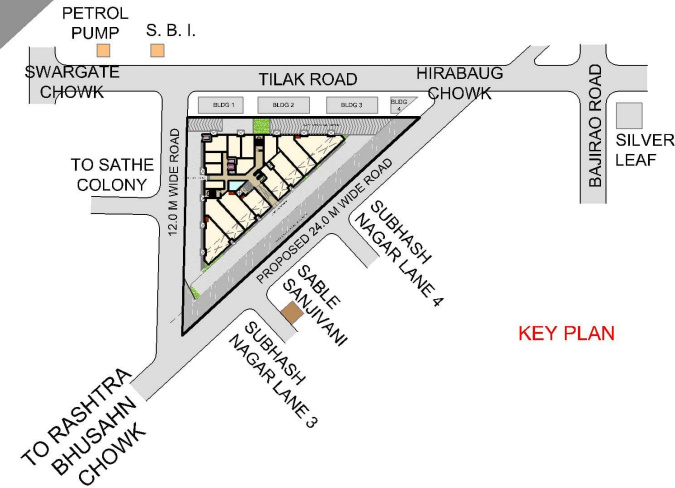 PETROL
PUMP
S. B. I.
SWARGATE
CHOWK
TILAK ROAD
HIRABAUG
CHOWK
BLDG 1
BLDG 2
BLDG 3
BLDG
4
BAJIRAO ROAD
SILVER
LEAF
TO SATHE
COLONY
12.0 M WIDE ROAD
PROPOSED 24.0 M WIDE ROAD
SUBHASH
NAGAR LANE 4
SABLE
SANJIVANI
SUBHASH
NAGAR LANE 3
KEY PLAN
TO RASHTRA
BHUSAHN
CHOWK